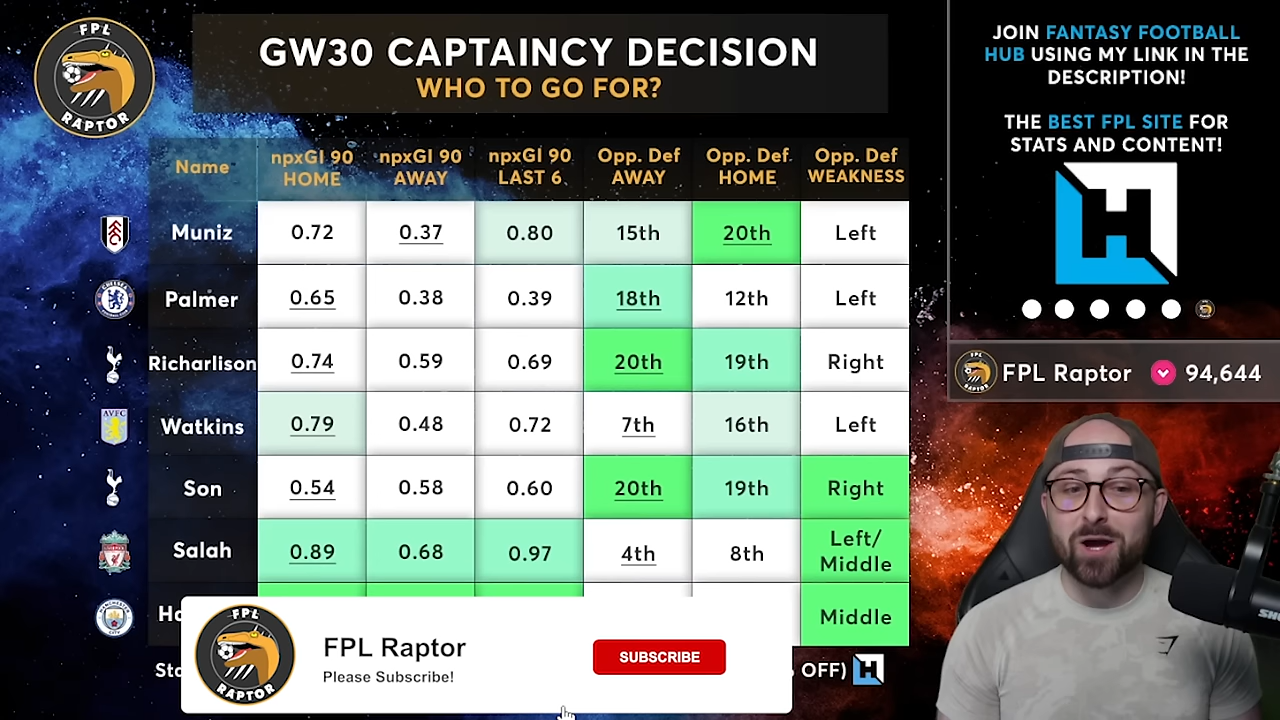 FPL
RAPTOR
GW30 CAPTAINCY DECISION
WHO TO GO FOR?
Name npxGI 90 HOME npxGI 90 AWAY npxGI 90 LAST 6 Opp. Def AWAY Opp. Def HOME Opp. Def WEAKNESS
Muniz 0.72 0.37 0.80 15th 20th Left
Palmer 0.65 0.38 0.39 18th 12th Left
Richarlison 0.74 0.59 0.69 20th 19th Right
AVFC
Watkins 0.79 0.48 0.72 7th 16th Left
Son 0.54 0.58 0.60 20th 19th Right
Salah 0.89 0.68 0.97 4th 8th Left/ Middle
Middle
OFF)
FPL
RAPTOR
FPL Raptor
Please Subscribe!
SUBSCRIBE
JOIN FANTASY FOOTBALL
HUB USING MY LINK IN THE
DESCRIPTION!
THE BEST FPL SITE FOR
STATS AND CONTENT!
FPL Raptor 94,644